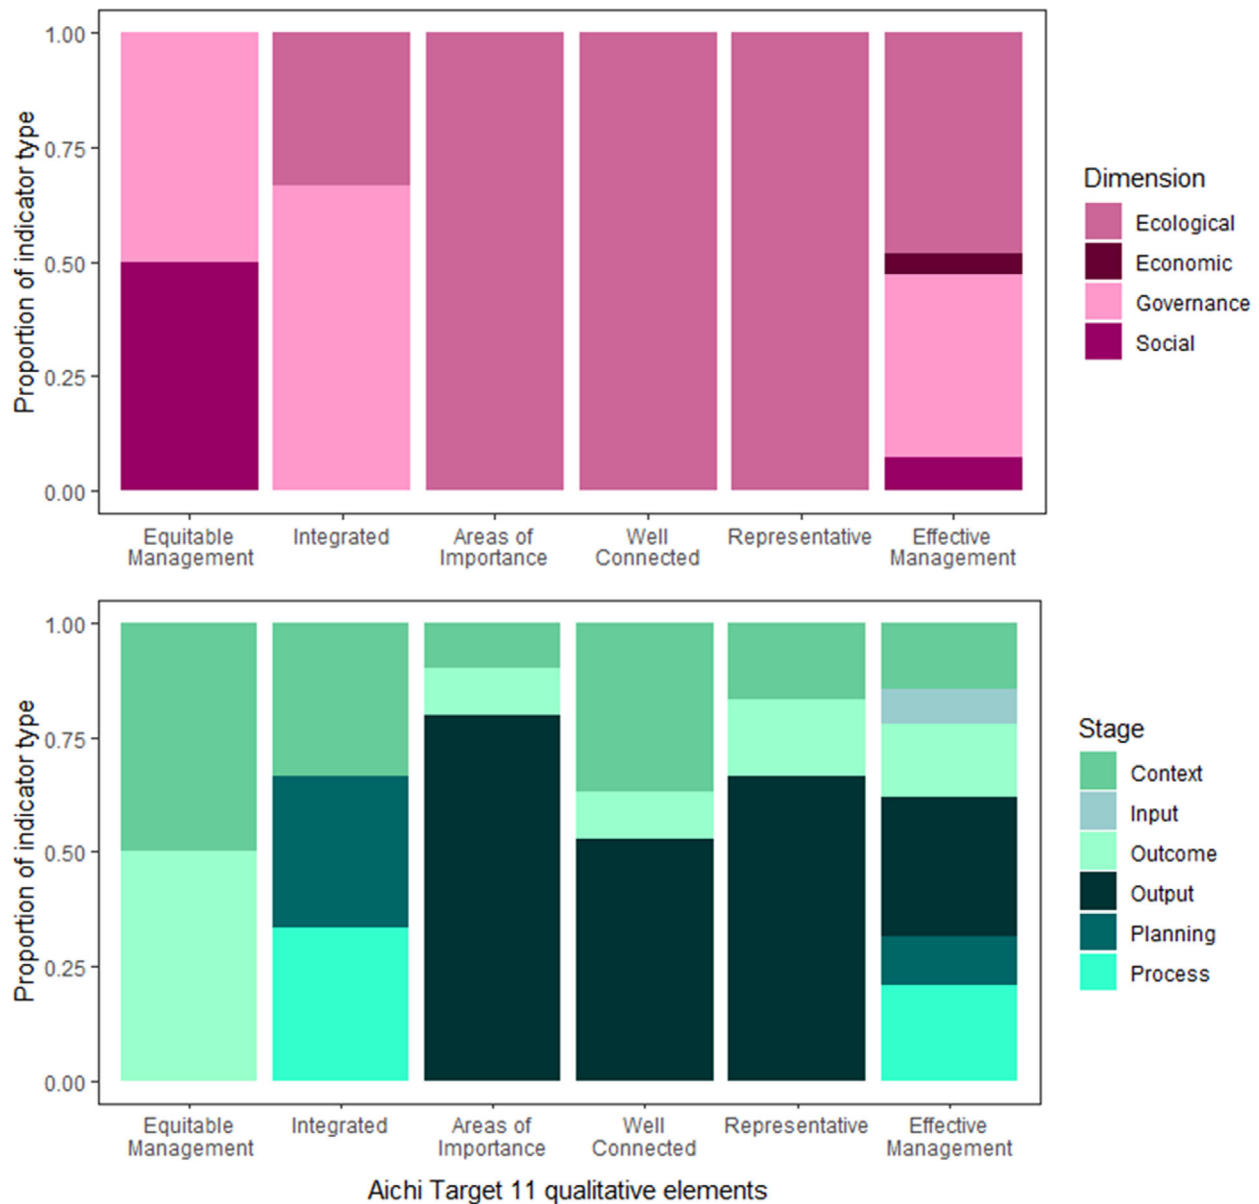 Proportion of indicator type
1.00
0.75
0.50
0.25
0.00
Equitable
Management
Integrated
Areas of
Importance
Well
Connected
Representative
Effective
Management
Dimension
Ecological
Economic
Governance
Social
Proportion of indicator type
1.00
0.75
0.50
0.25
0.00
Equitable
Management
Integrated
Areas of
Importance
Well
Connected
Representative
Effective
Management
Aichi Target 11 qualitative elements
Stage
Context
Input
Outcome
Output
Planning
Process